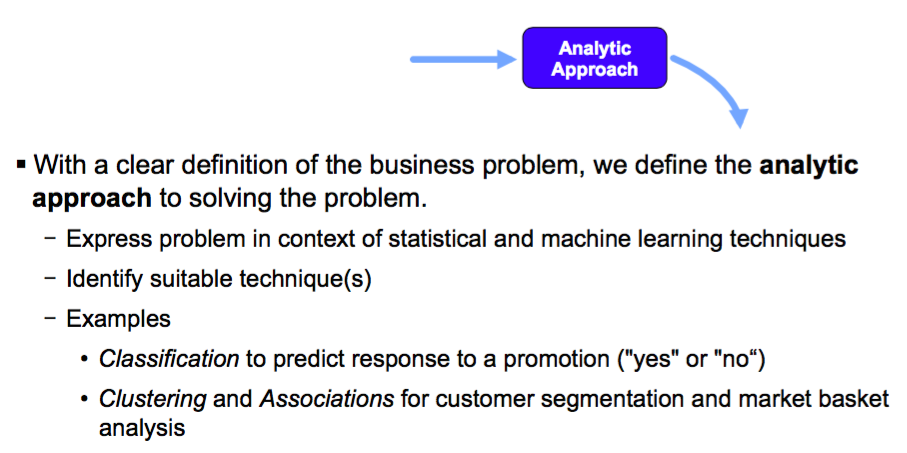 Analytic
Approach
▪ With a clear definition of the business problem, we define the analytic
approach to solving the problem.
− Express problem in context of statistical and machine learning techniques
− Identify suitable technique(s)
− Examples
• Classification to predict response to a promotion ("yes" or "no“)
• Clustering and Associations for customer segmentation and market basket
analysis